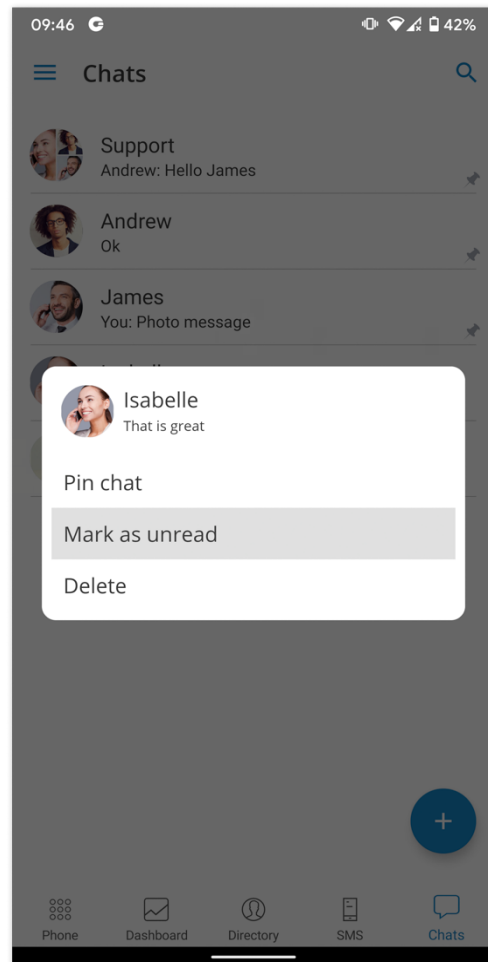 09:46
42%
Chats
Support
Andrew: Hello James
Andrew
Ok
James
You: Photo message
Isabelle
That is great
Pin chat
Mark as unread
Delete
Phone
Dashboard
Directory
SMS
Chats